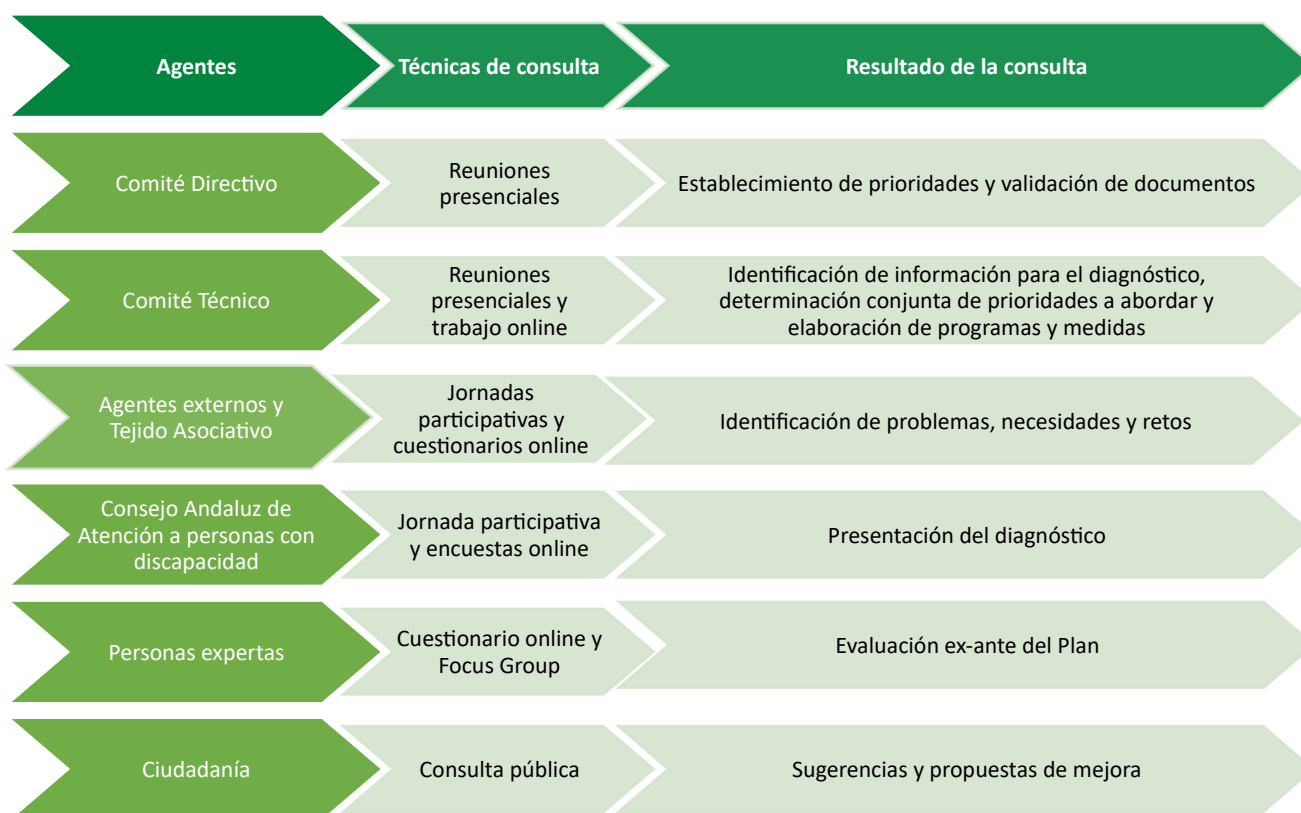 Agentes
Técnicas de consulta
Resultado de la consulta
Comité Directivo
Reuniones
presenciales
Establecimiento de prioridades y validación de documentos
Comité Técnico
Reuniones
presenciales y
trabajo online
Identificación de información para el diagnóstico,
determinación conjunta de prioridades a abordar y
elaboración de programas y medidas
Agentes externos y
Tejido Asociativo
Jornadas
participativas y
cuestionarios online
Identificación de problemas, necesidades y retos
Consejo Andaluz de
Atención a personas con
discapacidad
Jornada participativa
y encuestas online
Presentación del diagnóstico
Personas expertas
Cuestionario online y
Focus Group
Evaluación ex-ante del Plan
Ciudadanía
Consulta pública
Sugerencias y propuestas de mejora